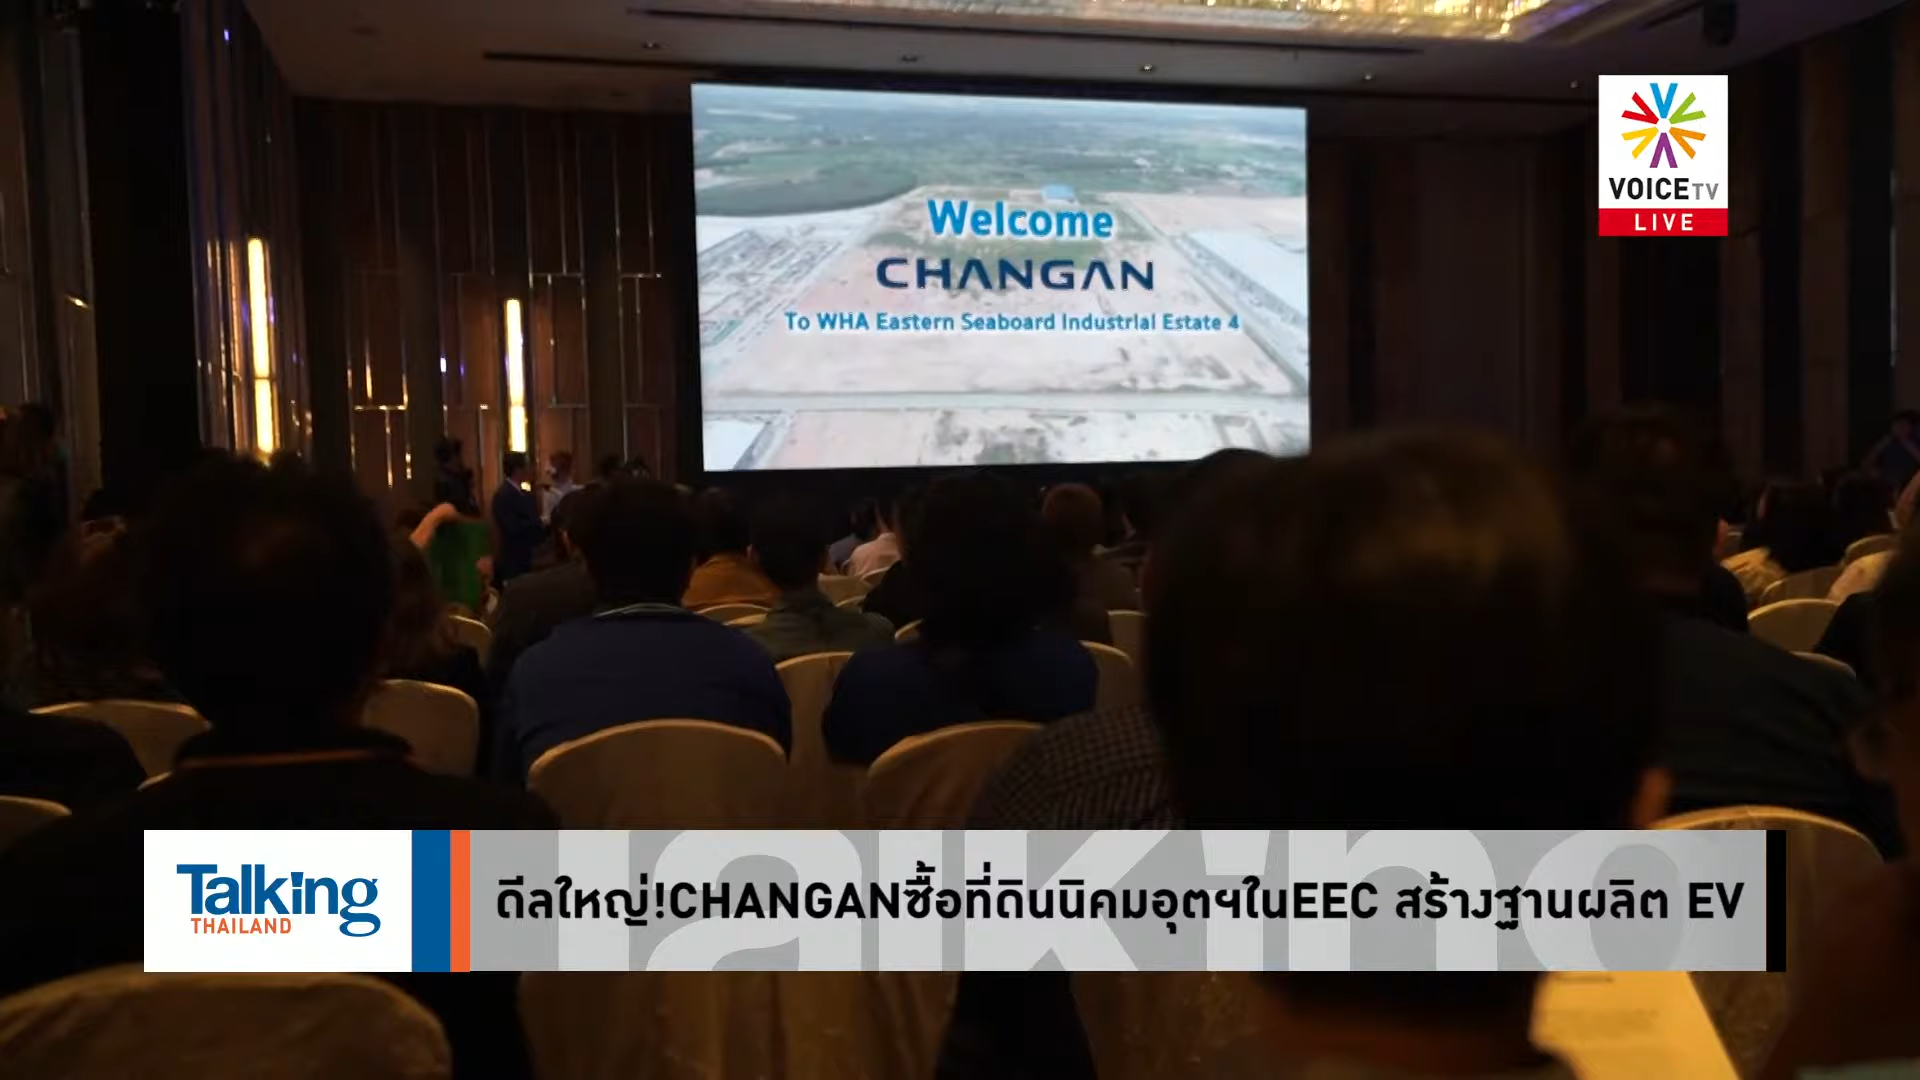 VOICE TV
LIVE
Welcome
CHANGAN
To WHA Eastern Seaboard Industrial Estate 4
Talking
THAILAND
ดีลใหญ่!CHANGANซื้อที่ดินนิคมอุตฯในEEC สร้างฐานผลิต EV